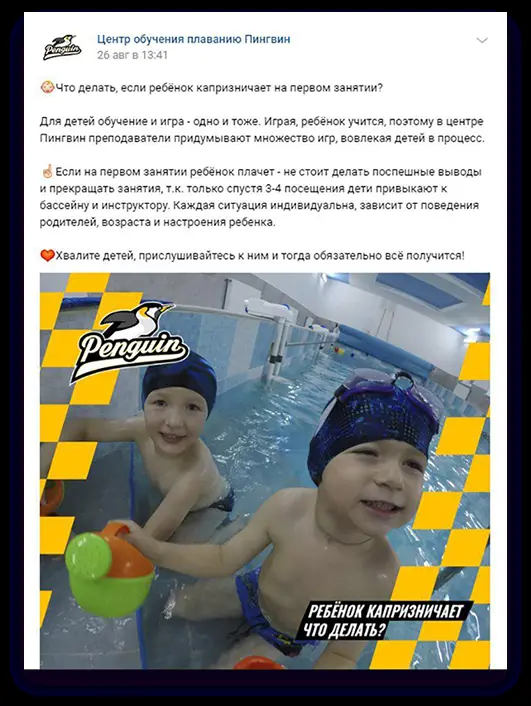 Penguin
Центр обучения плаванию Пингвин
26 авг в 13:41
Что делать, если ребёнок капризничает на первом занятии?
Для детей обучение и игра - одно и тоже. Играя, ребёнок учится, поэтому в центре
Пингвин преподаватели придумывают множество игр, вовлекая детей в процесс.
Если на первом занятии ребёнок плачет - не стоит делать поспешные выводы
и прекращать занятия, т.к. только спустя 3-4 посещения дети привыкают к
бассейну и инструктору. Каждая ситуация индивидуальна, зависит от поведения
родителей, возраста и настроения ребенка.
Хвалите детей, прислушивайтесь к ним и тогда обязательно всё получится!
Penguin
РЕБЁНОК КАПРИЗНИЧАЕТ
ЧТО ДЕЛАТЬ?